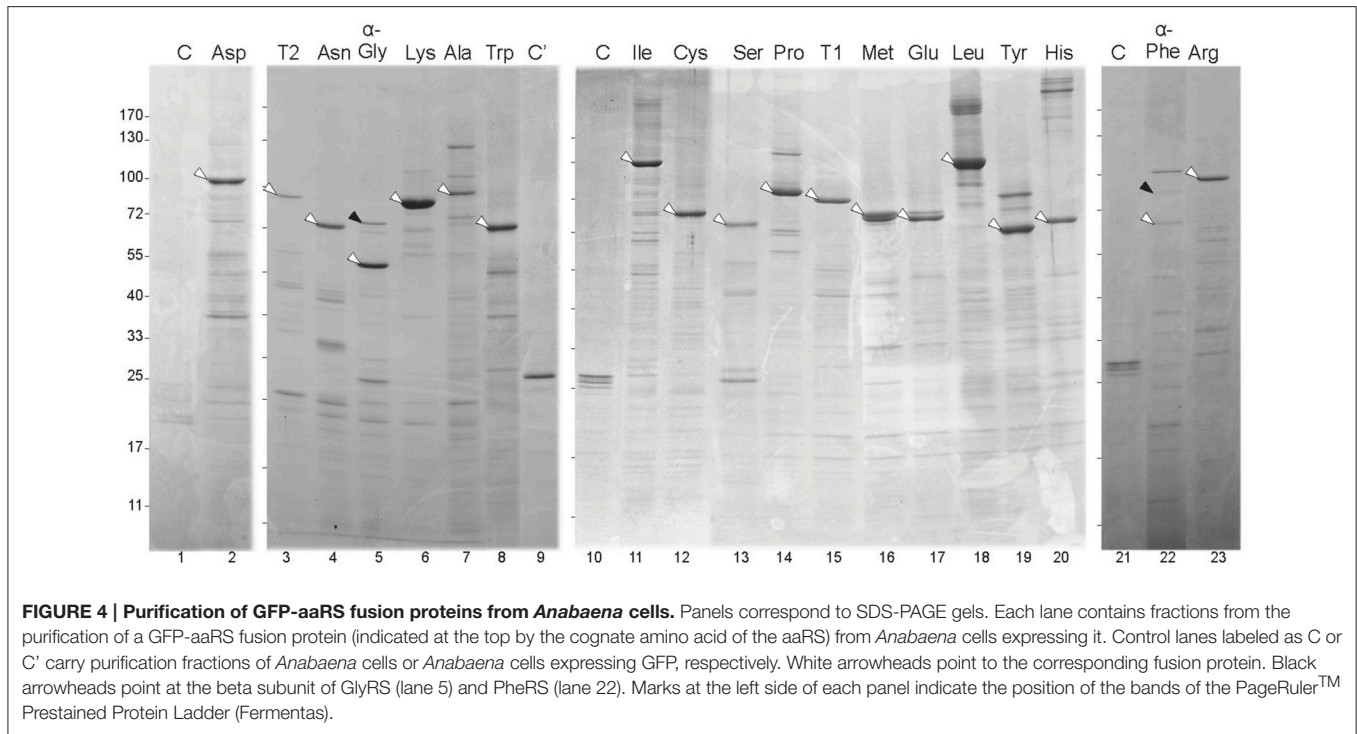 α-
α-
C Asp T2 Asn Gly Lys Ala Trp C' C Ile Cys Ser Pro T1 Met Glu Leu Tyr His C Phe Arg
170-
130-
100-
72-
55-
40-
33-
25-
17-
11-
1 2 3 4 5 6 7 8 9 10 11 12 13 14 15 16 17 18 19 20 21 22 23
FIGURE 4 | Purification of GFP-aaRS fusion proteins from Anabaena cells. Panels correspond to SDS-PAGE gels. Each lane contains fractions from the
purification of a GFP-aaRS fusion protein (indicated at the top by the cognate amino acid of the aaRS) from Anabaena cells expressing it. Control lanes labeled as C or
C’ carry purification fractions of Anabaena cells or Anabaena cells expressing GFP, respectively. White arrowheads point to the corresponding fusion protein. Black
arrowheads point at the beta subunit of GlyRS (lane 5) and PheRS (lane 22). Marks at the left side of each panel indicate the position of the bands of the PageRuler™
Prestained Protein Ladder (Fermentas).